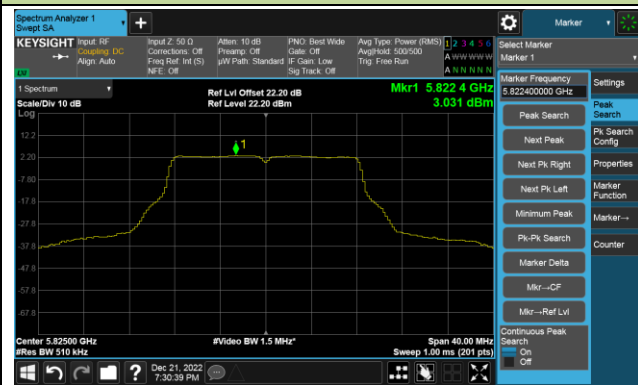 Spectrum Analyzer 1
Swept SA
+
Marker
KEYSIGHT
Input: RF
Coupling: DC
Align: Auto
Input Z: 50 Ω
Corrections: Off
Freq Ref: Int (S)
NFE: Off
Atten: 10 dB
Preamp: Off
µW Path: Standard
PNO: Best Wide
Gate: Off
IF Gain: Low
Sig Track: Off
Avg Type: Power (RMS)
Avg|Hold: 500/500
Trig: Free Run
1 2 3 4 5 6
A W W W W W
A N N N N N
Select Marker
Marker 1
1 Spectrum
Scale/Div 10 dB
Log
Ref Lvl Offset 22.20 dB
Ref Level 22.20 dBm
Mkr1 5.822 4 GHz
3.031 dBm
12.2
2.20
-7.80
-17.8
-27.8
-37.8
-47.8
-57.8
-67.8
1
Center 5.82500 GHz
#Res BW 510 kHz
#Video BW 1.5 MHz*
Span 40.00 MHz
Sweep 1.00 ms (201 pts)
Marker Frequency
5.822400000 GHz
Peak Search
Next Peak
Next Pk Right
Next Pk Left
Minimum Peak
Pk-Pk Search
Marker Delta
Mkr→CF
Mkr→Ref Lvl
Continuous Peak
Search
On
Off
Settings
Peak
Search
Pk Search
Config
Properties
Marker
Function
Marker→
Counter
?
Dec 21, 2022
7:30:39 PM